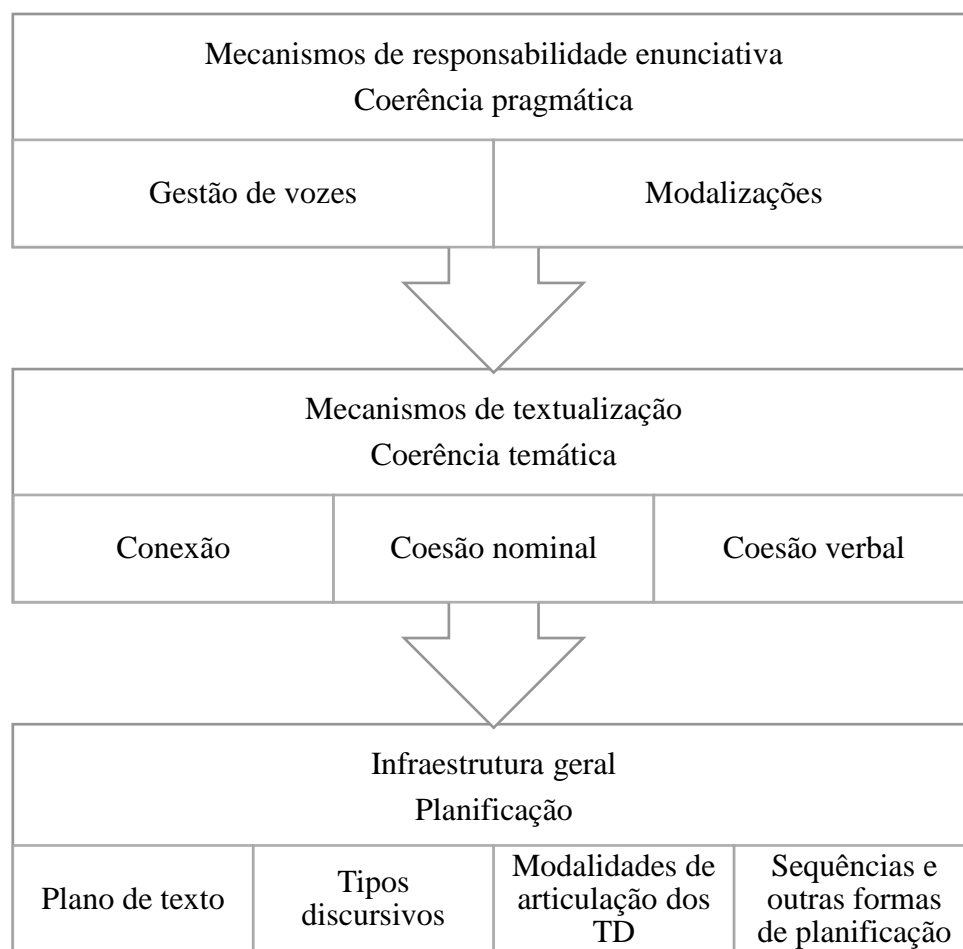 Mecanismos de responsabilidade enunciativa
Coerência pragmática
Gestão de vozes
Modalizações
Mecanismos de textualização
Coerência temática
Conexão
Coesão nominal
Coesão verbal
Infraestrutura geral
Planificação
Plano de texto
Tipos
discursivos
Modalidades de
articulação dos
TD
Sequências e
outras formas
de planificação